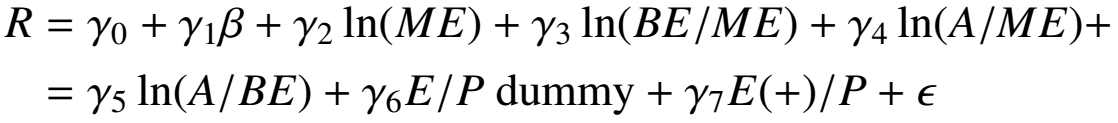 R = γ₀ + γ₁β + γ₂ ln(ME) + γ₃ ln(BE/ME) + γ₄ ln(A/ME)+
= γ₅ ln(A/BE) + γ₆E/P dummy + γ₇E(+)/P + ϵ